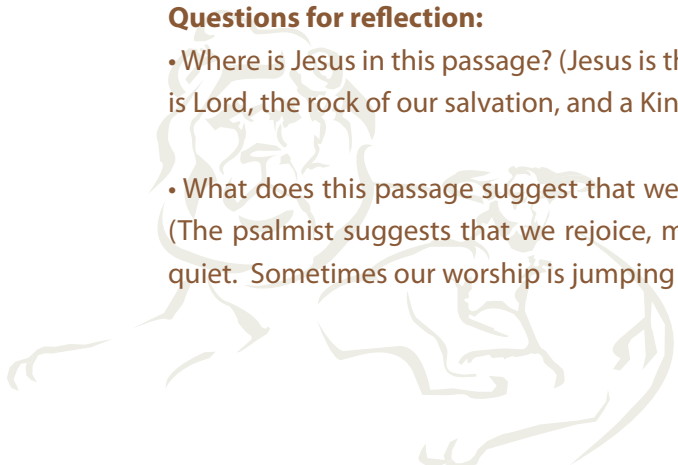 Questions for reflection:
• Where is Jesus in this passage? (Jesus is
is Lord, the rock of our salvation, and a
• What does this passage suggest that we
(The psalmist suggests that we rejoice,
quiet. Sometimes our worship is jumping